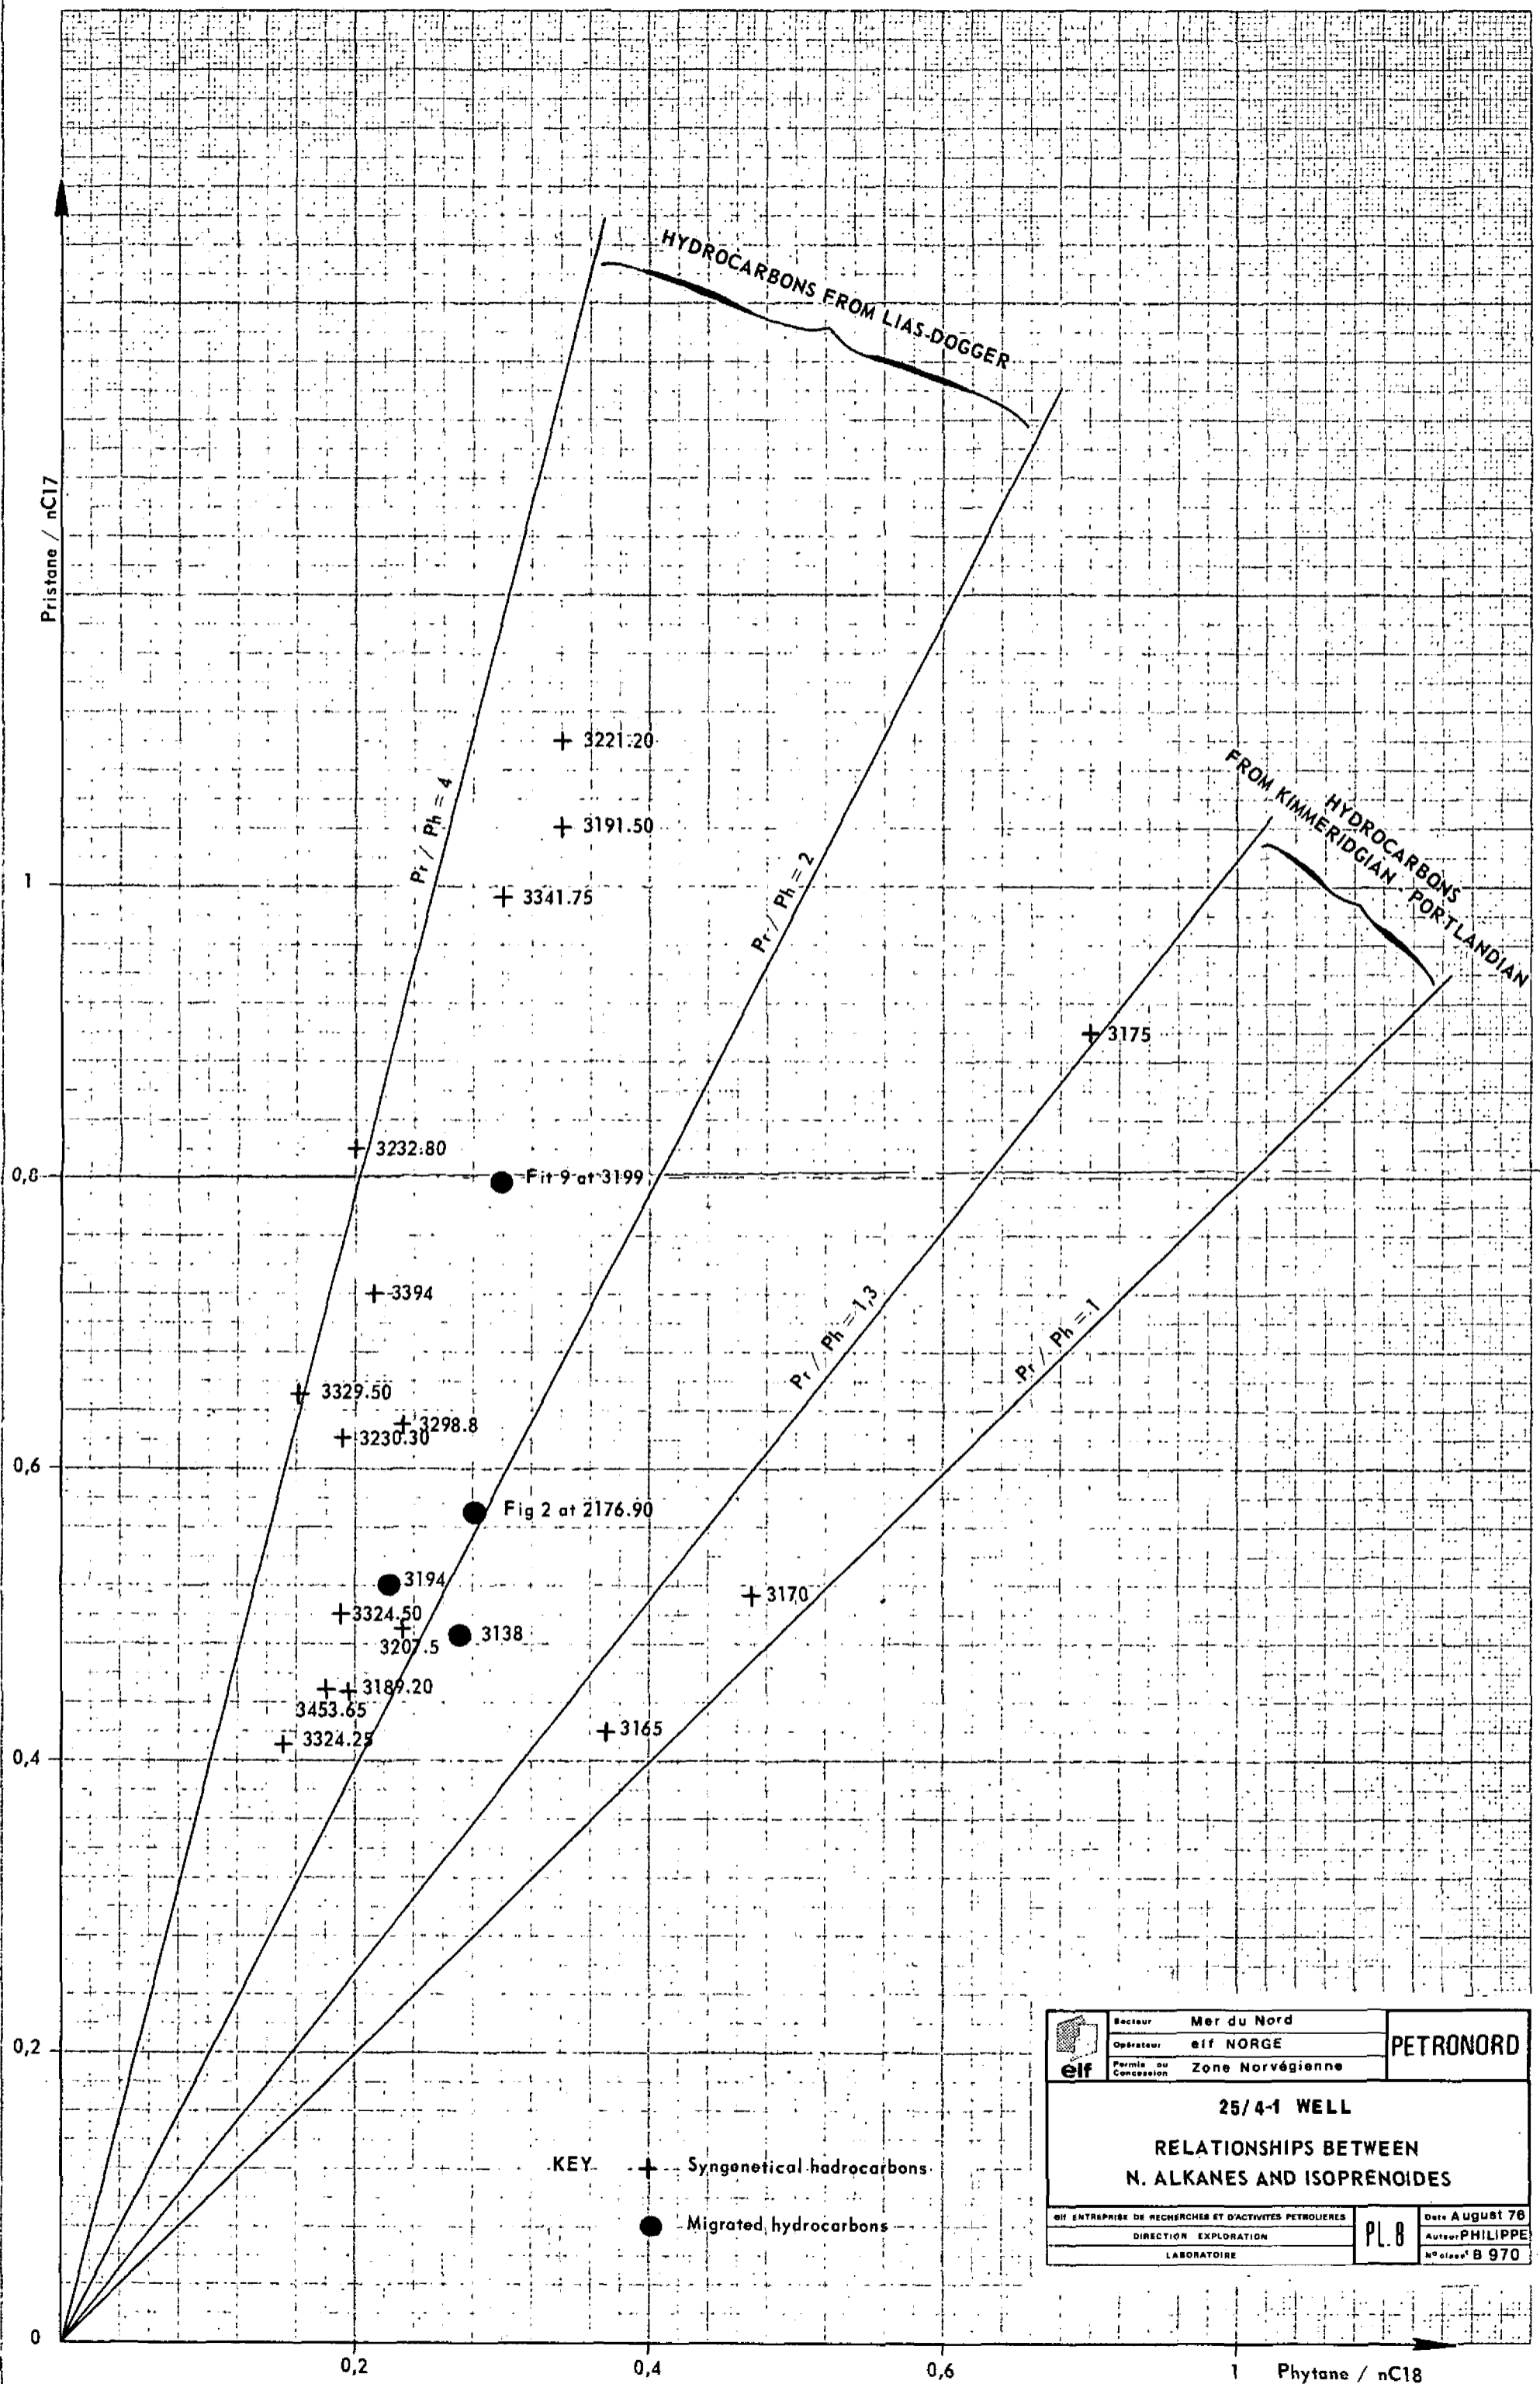 HYDROCARBONS FROM LIAS-DOGGER
Pristane / nC17
3221.20
HYDROCARBONS
FROM KIMMERIDGIAN - PORTLANDIAN
Pr / Ph = 4
3191.50
Pr / Ph = 2
1
3341.75
3175
3232.80
0,8
Fit 9 at 3199
3394
Pr / Ph = 1,3
Pr / Ph = 1
3329.50
3298.8
3230.30
0,6
Fig 2 at 2176.90
3194
3170
3324.50
3138
3207.5
3189.20
3453.65
3165
3324.25
0,4
0,2
Secteur Mer du Nord
Opérateur elf NORGE
Permis ou Concession Zone Norvégienne
elf
PETRONORD
25/4-1 WELL
RELATIONSHIPS BETWEEN
N. ALKANES AND ISOPRENOIDES
elf ENTREPRISE DE RECHERCHES ET D'ACTIVITES PETROLIERES
DIRECTION EXPLORATION
LABORATOIRE
PL. 8
Date August 76
Auteur PHILIPPE
N° classt B 970
KEY
+ Syngenetical hadrocarbons
Migrated hydrocarbons
0
0,2
0,4
0,6
1
Phytane / nC18